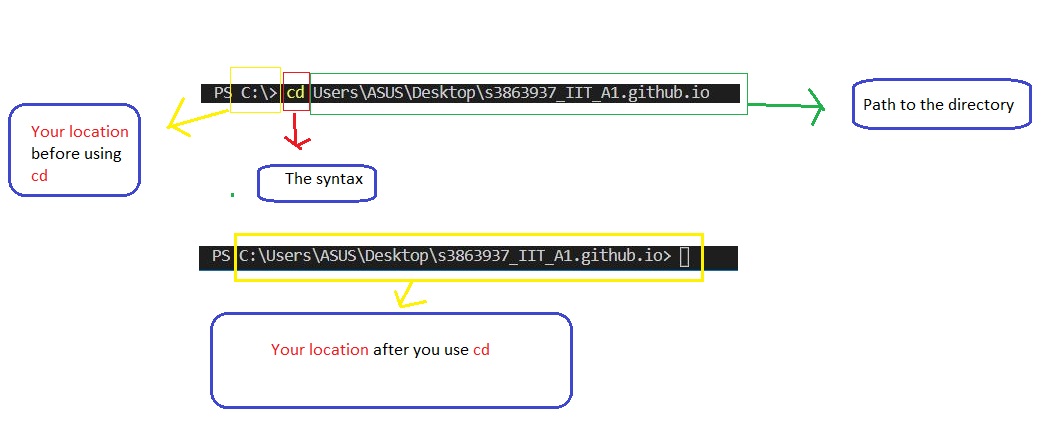 PS C:\> cd Users\ASUS\Desktop\s3863937_IIT_A1.github.io
Path to the directory
Your location
before using
cd
The syntax
PS C:\Users\ASUS\Desktop\s3863937_IIT_A1.github.io>
Your location after you use cd